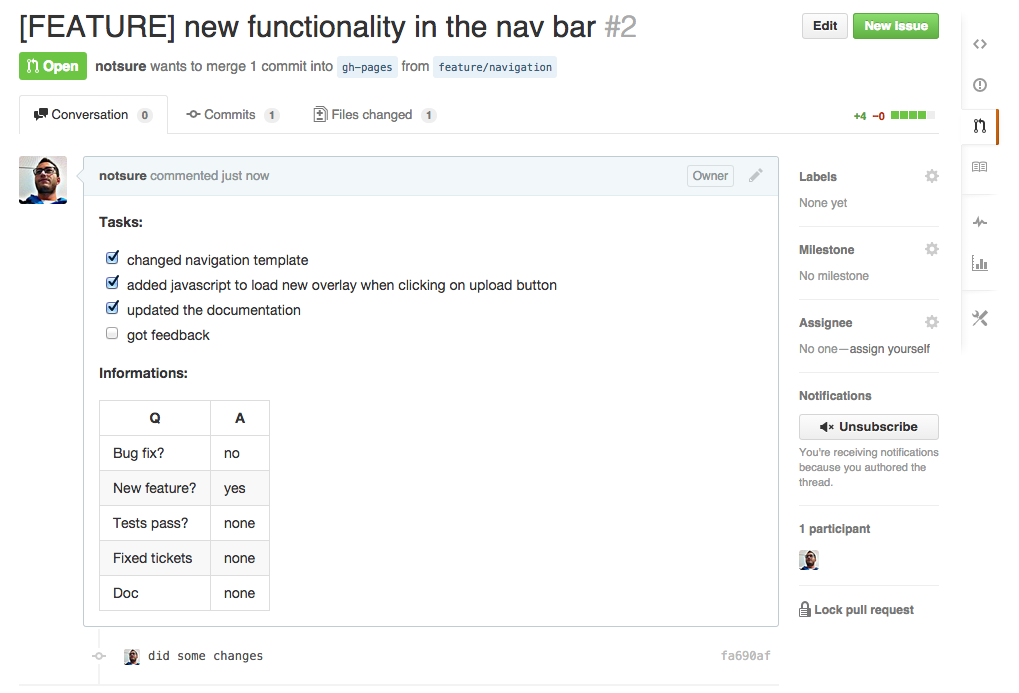 [FEATURE] new functionality in the nav bar #2
Edit
New Issue
Open notsure wants to merge 1 commit into gh-pages from feature/navigation
Conversation 0
Commits 1
Files changed 1
+4 −0
notsure commented just now
Owner
Tasks:
changed navigation template
added javascript to load new overlay when clicking on upload button
updated the documentation
got feedback
Informations:
Q A
Bug fix? no
New feature? yes
Tests pass? none
Fixed tickets none
Doc none
did some changes fa690af
Labels
None yet
Milestone
No milestone
Assignee
No one—assign yourself
Notifications
Unsubscribe
You're receiving notifications
because you authored the
thread.
1 participant
Lock pull request